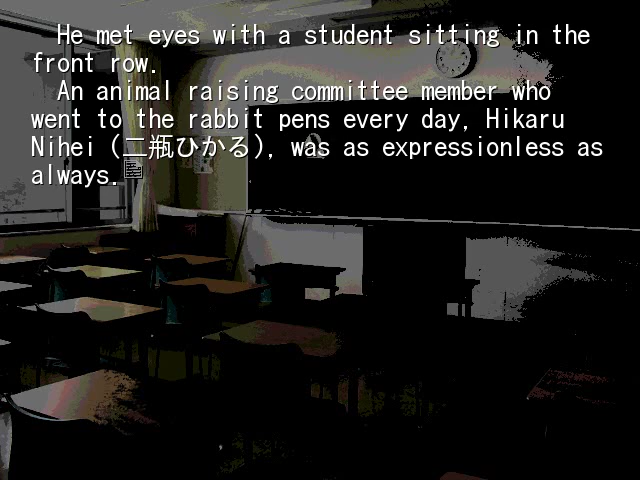 He met eyes with a student sitting in the
front row.
An animal raising committee member who
went to the rabbit pens every day, Hikaru
Nihei (二瓶ひかる), was as expressionless as
always.